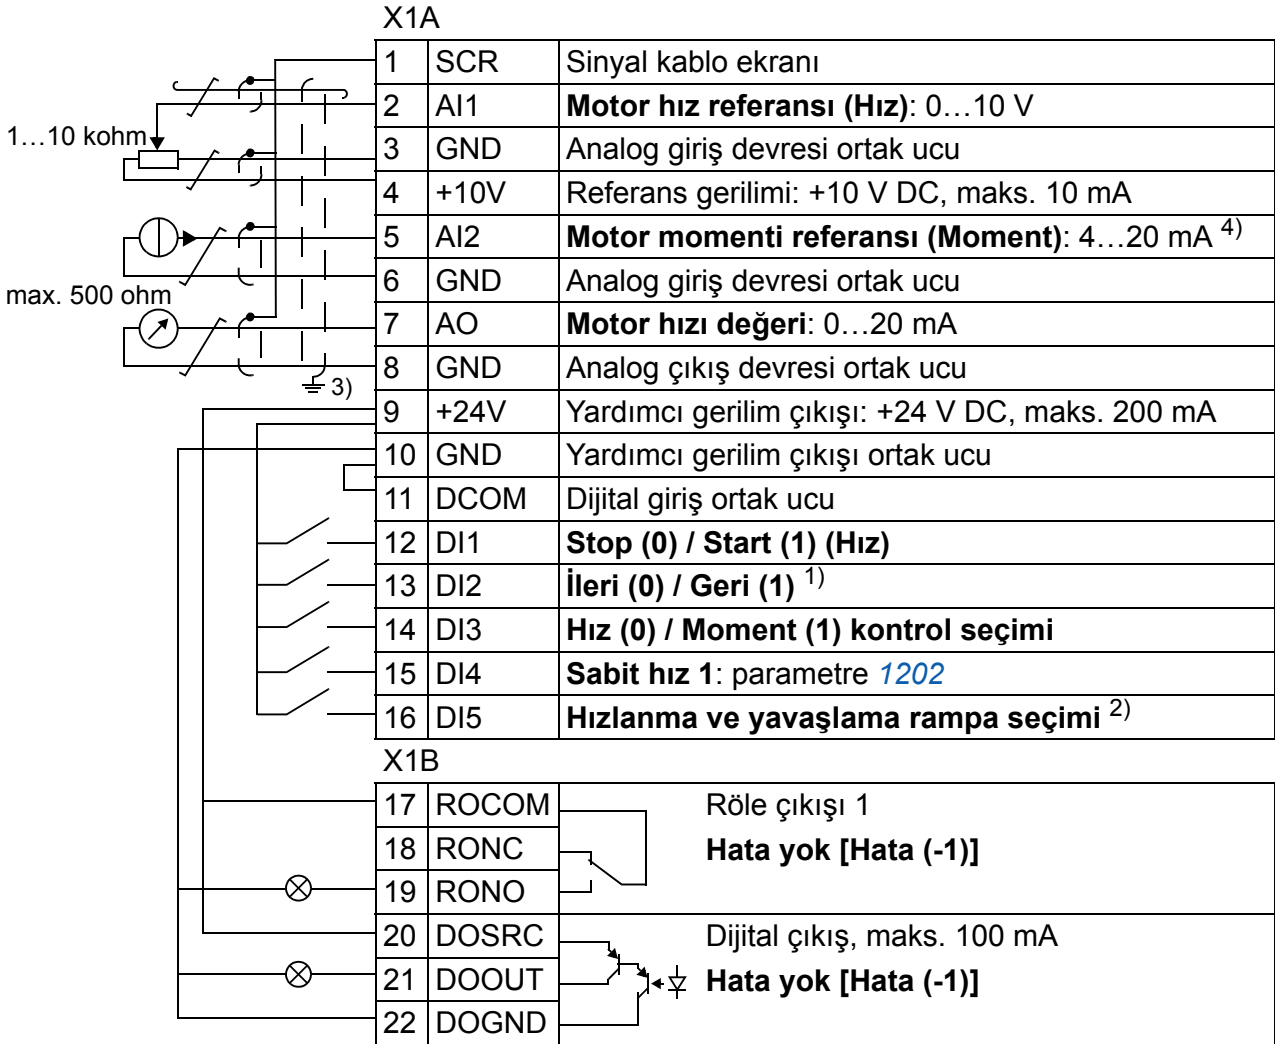 X1A
1 SCR Sinyal kablo ekranı
2 AI1 Motor hız referansı (Hız): 0…10 V
1…10 kohm
3 GND Analog giriş devresi ortak ucu
4 +10V Referans gerilimi: +10 V DC, maks. 10 mA
5 AI2 Motor momenti referansı (Moment): 4…20 mA 4)
6 GND Analog giriş devresi ortak ucu
max. 500 ohm
7 AO Motor hızı değeri: 0…20 mA
8 GND Analog çıkış devresi ortak ucu
3)
9 +24V Yardımcı gerilim çıkışı: +24 V DC, maks. 200 mA
10 GND Yardımcı gerilim çıkışı ortak ucu
11 DCOM Dijital giriş ortak ucu
12 DI1 Stop (0) / Start (1) (Hız)
13 DI2 İleri (0) / Geri (1) 1)
14 DI3 Hız (0) / Moment (1) kontrol seçimi
15 DI4 Sabit hız 1: parametre 1202
16 DI5 Hızlanma ve yavaşlama rampa seçimi 2)
X1B
17 ROCOM Röle çıkışı 1
18 RONC Hata yok [Hata (-1)]
19 RONO
20 DOSRC Dijital çıkış, maks. 100 mA
21 DOOUT Hata yok [Hata (-1)]
22 DOGND